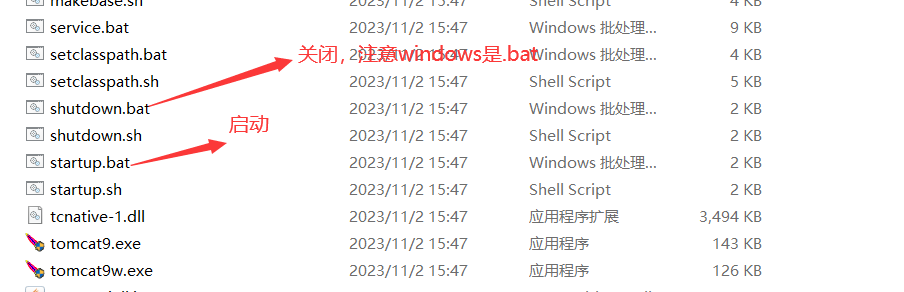 makebase.sh 2023/11/2 15:47 Shell Script 4 KB
service.bat 2023/11/2 15:47 Windows 批处理... 9 KB
setclasspath.bat 2023/11/2 15:47 Windows 批处理... 4 KB
关闭，注意windows是.bat
setclasspath.sh 2023/11/2 15:47 Shell Script 5 KB
shutdown.bat 2023/11/2 15:47 Windows 批处理... 2 KB
启动
shutdown.sh 2023/11/2 15:47 Shell Script 2 KB
startup.bat 2023/11/2 15:47 Windows 批处理... 2 KB
startup.sh 2023/11/2 15:47 Shell Script 2 KB
tcnative-1.dll 2023/11/2 15:47 应用程序扩展 3,494 KB
tomcat9.exe 2023/11/2 15:47 应用程序 143 KB
tomcat9w.exe 2023/11/2 15:47 应用程序 126 KB